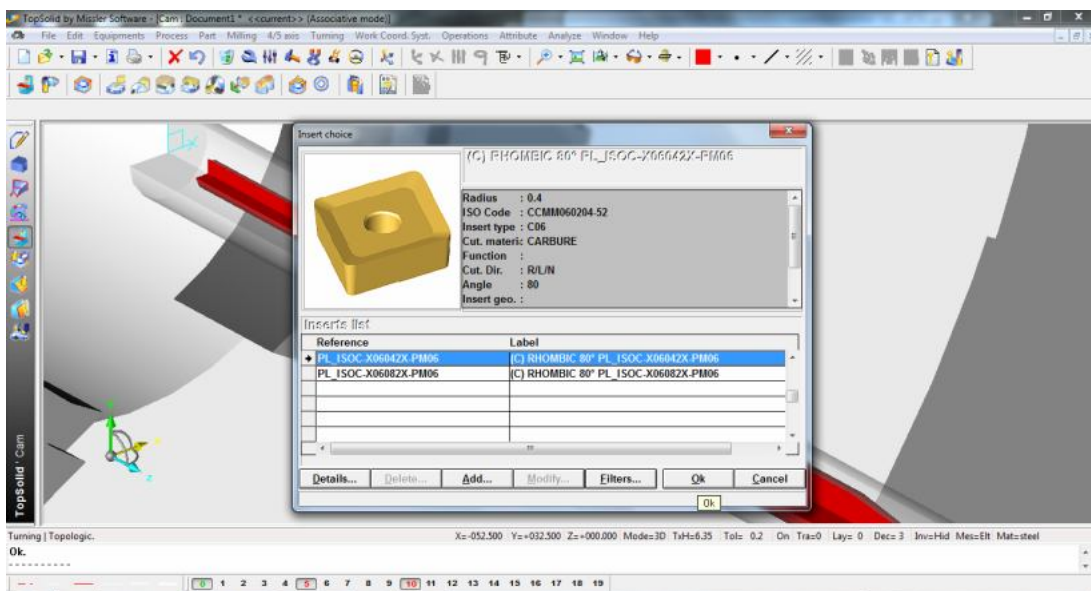 TopSolid by Missler Software - [Cam : Document1 * <<current>> (Associative mode)]
File Edit Equipments Process Part Milling 4/5 axis Turning Work Coord. Syst. Operations Attribute Analyze Window Help
Insert choice
(C) RHOMBIC 80° PL_ISOC-X06042X-PM06
Radius : 0.4
ISO Code : CCMM060204-52
Insert type : C06
Cut. materi: CARBURE
Function :
Cut. Dir. : R/L/N
Angle : 80
Insert geo. :
Inserts list
Reference Label
PL_ISOC-X06042X-PM06 (C) RHOMBIC 80° PL_ISOC-X06042X-PM06
PL_ISOC-X06082X-PM06 (C) RHOMBIC 80° PL_ISOC-X06082X-PM06
Details... Delete... Add... Modify... Filters... Ok Cancel
Ok
TopSolid'Cam
Turning | Topologic. X=-052.500 Y=+032.500 Z=+000.000 Mode=3D TxH=6.35 Tol= 0.2 On Tra=0 Lay= 0 Dec= 3 Inv=Hid Mes=Elt Mat=steel
Ok.
0 1 2 3 4 5 6 7 8 9 10 11 12 13 14 15 16 17 18 19